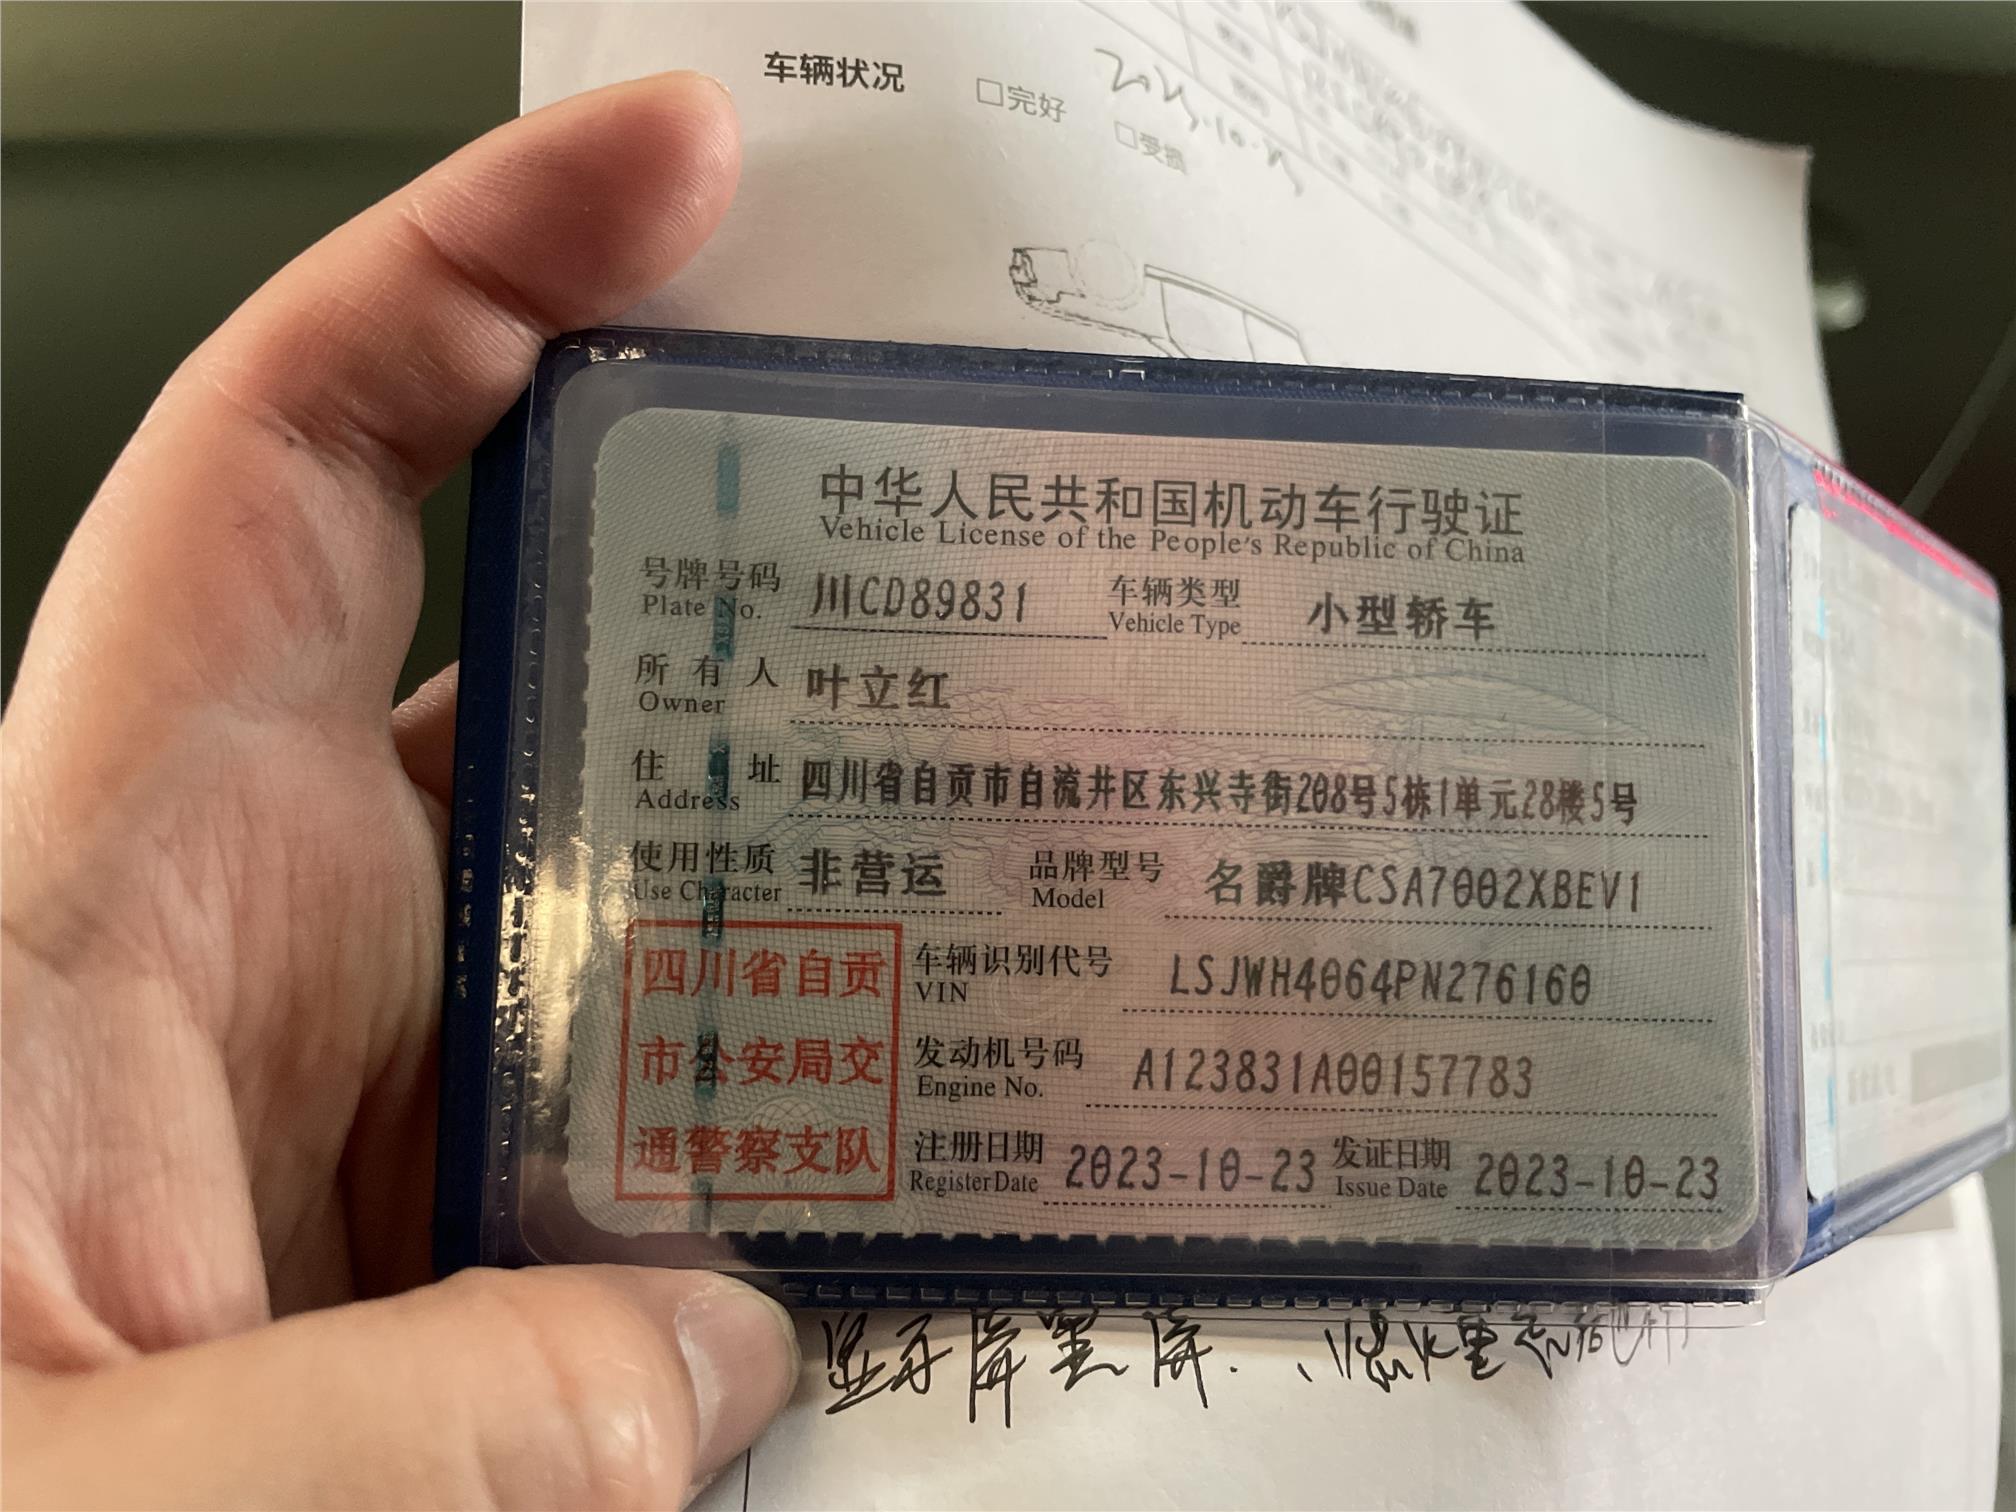 车辆状况
□完好
□受损
中华人民共和国机动车行驶证
Vehicle License of the People's Republic of China
号牌号码 川CD89831 车辆类型 小型轿车
Plate No. Vehicle Type
所有人 叶立红
Owner
住址 四川省自贡市自流井区东兴寺街208号5栋1单元28楼5号
Address
使用性质 非营运 品牌型号 名爵牌CSA7002XBEV1
Use Character Model
四川省自贡
市公安局交
通警察支队
车辆识别代号 LSJWH4064PN276160
VIN
发动机号码 A123831A00157783
Engine No.
注册日期 2023-10-23 发证日期 2023-10-23
Register Date Issue Date
显示屏黑屏.